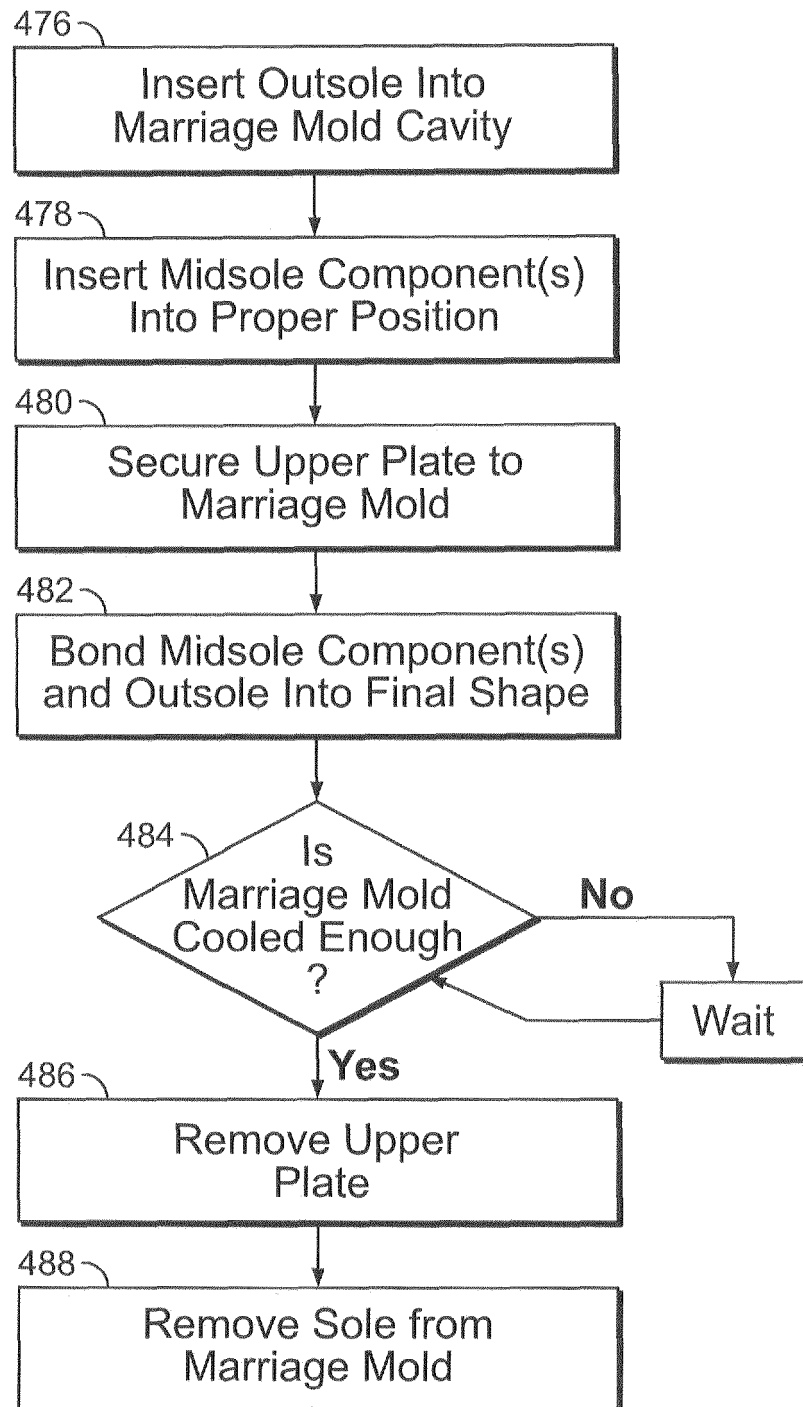 476
Insert Outsole Into
Marriage Mold Cavity
478
Insert Midsole Component(s)
Into Proper Position
480
Secure Upper Plate to
Marriage Mold
482
Bond Midsole Component(s)
and Outsole Into Final Shape
484
Is
Marriage Mold
Cooled Enough
?
No
Wait
Yes
486
Remove Upper
Plate
488
Remove Sole from
Marriage Mold